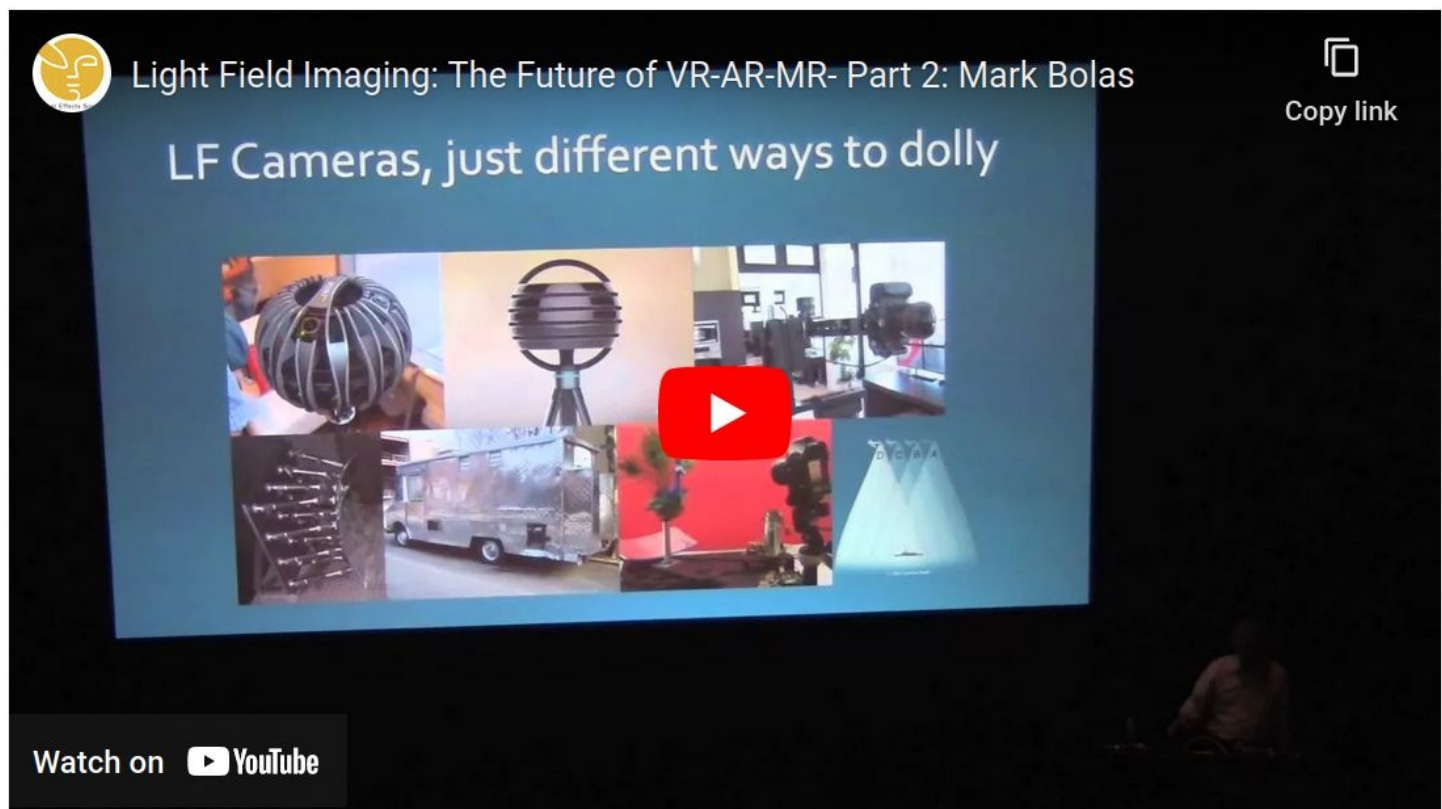 Light Field Imaging: The Future of VR-AR-MR- Part 2: Mark Bolas
Copy link
LF Cameras, just different ways to dolly
D C B A
Watch on YouTube